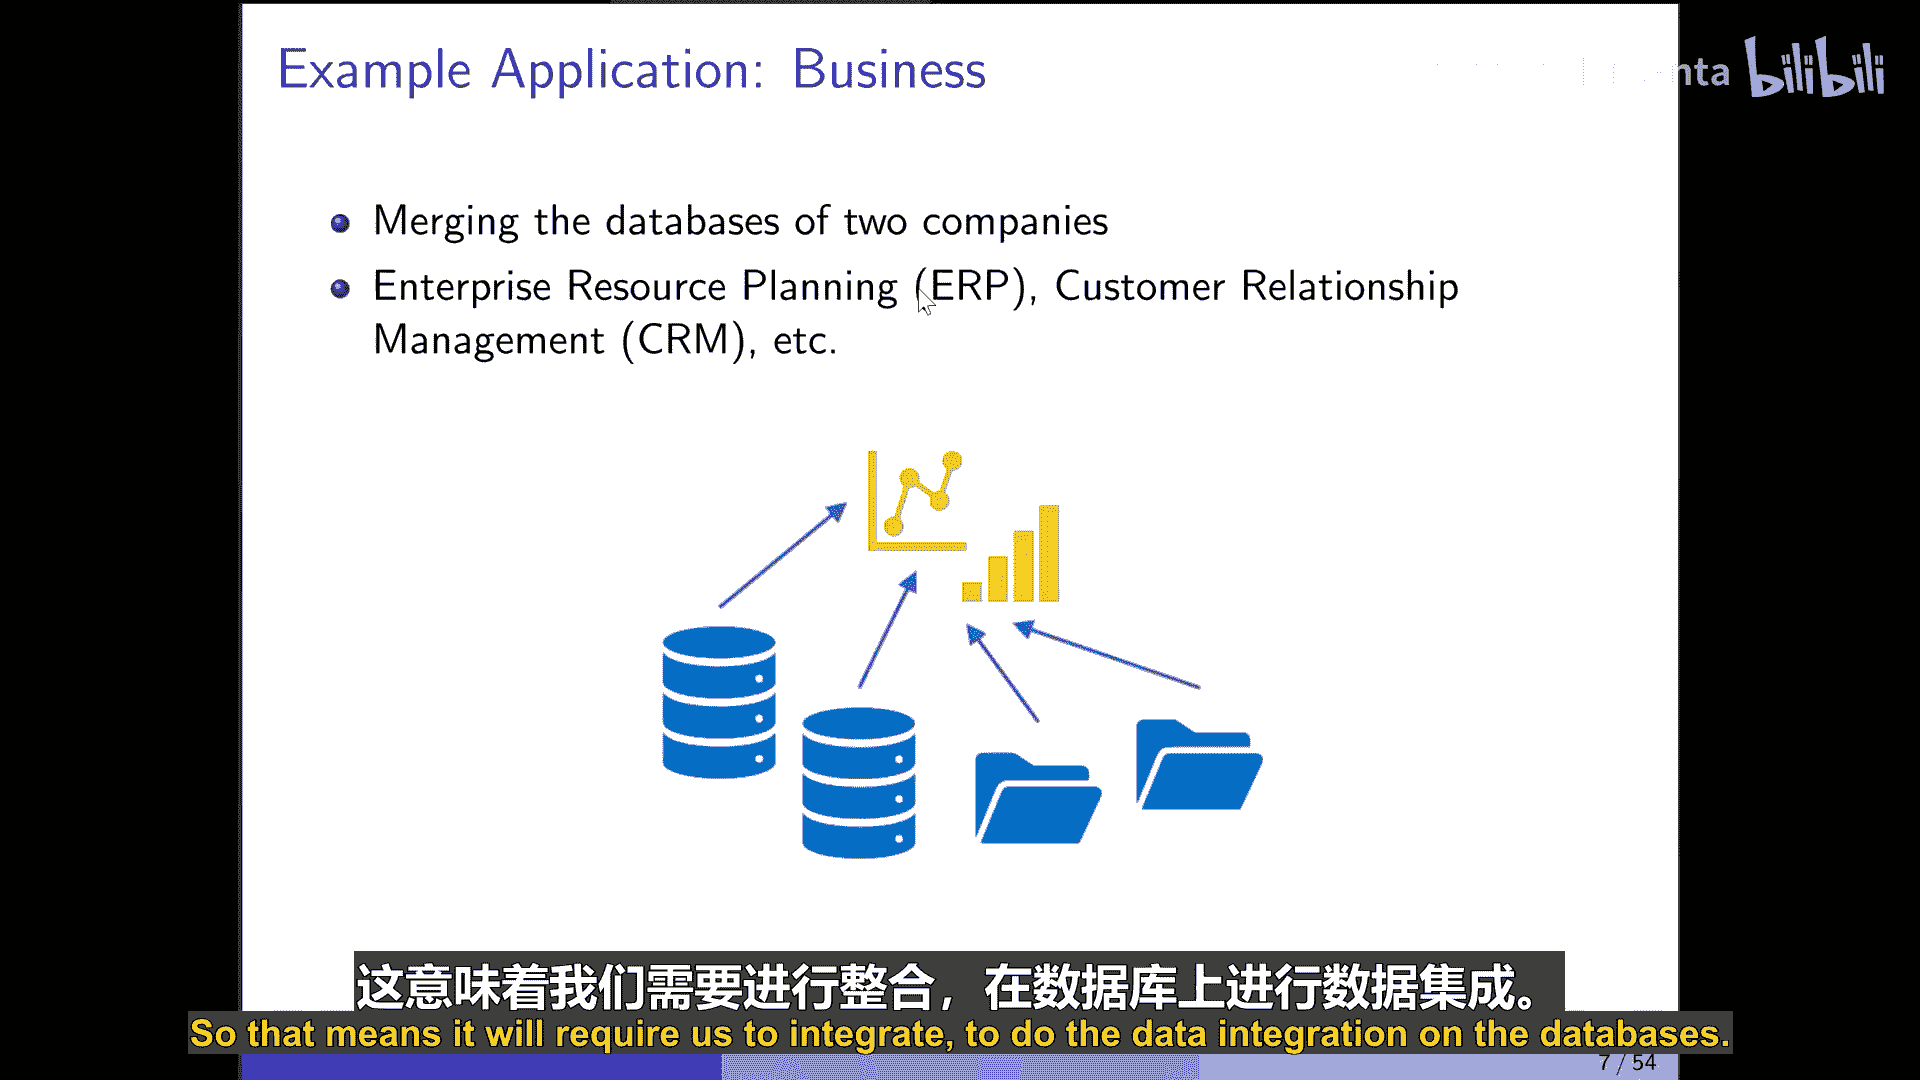 Example Application: Business
nta bilibili
Merging the databases of two companies
Enterprise Resource Planning (ERP), Customer Relationship
Management (CRM), etc.
这意味着我们需要进行整合，在数据库上进行数据集成。
So that means it will require us to integrate, to do the data integration on the databases.
7 / 54